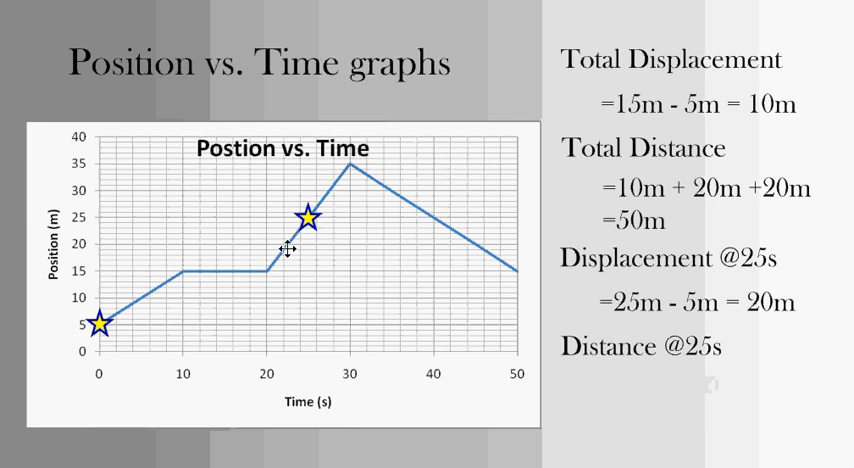 Position vs. Time graphs
Postion vs. Time
Position (m)
40
35
30
25
20
15
10
5
0
0 10 20 30 40 50
Time (s)
Total Displacement
=15m - 5m = 10m
Total Distance
=10m + 20m +20m
=50m
Displacement @25s
=25m - 5m = 20m
Distance @25s